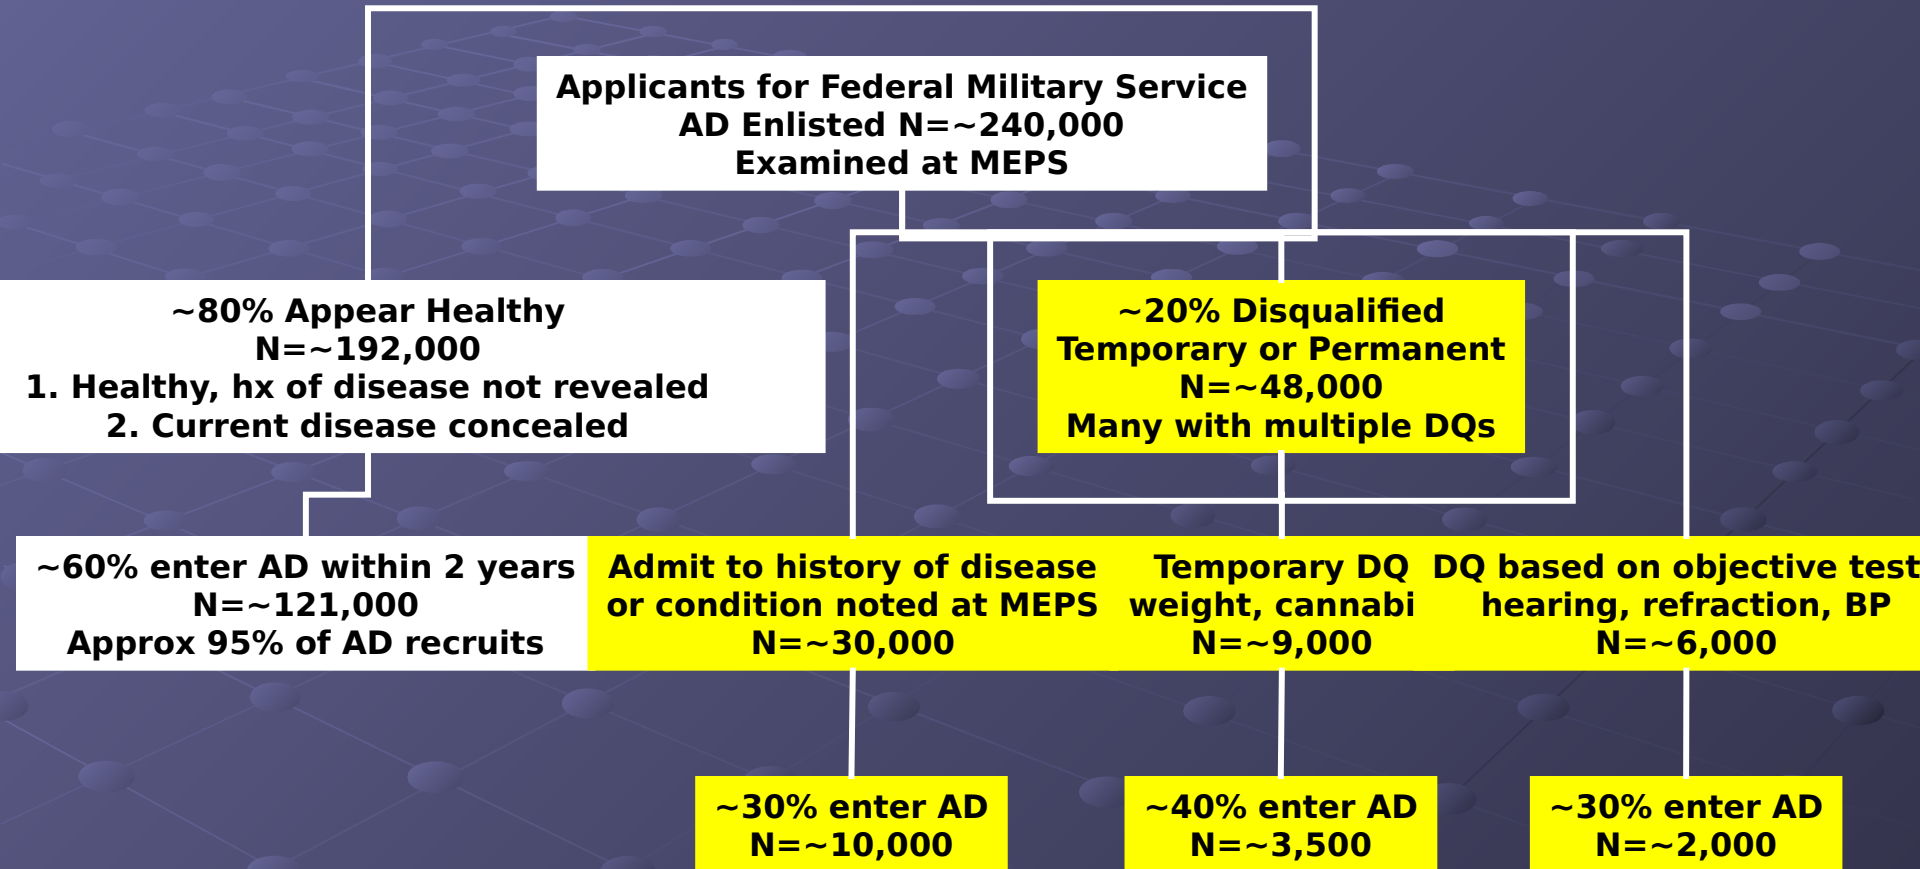 Applicants for Federal Military Service
AD Enlisted N=~240,000
Examined at MEPS
~80% Appear Healthy
N=~192,000
1. Healthy, hx of disease not revealed
2. Current disease concealed
~20% Disqualified
Temporary or Permanent
N=~48,000
Many with multiple DQs
~60% enter AD within 2 years
N=~121,000
Approx 95% of AD recruits
Admit to history of disease
or condition noted at MEPS
N=~30,000
Temporary DQ
weight, cannabi
N=~9,000
DQ based on objective test
hearing, refraction, BP
N=~6,000
~30% enter AD
N=~10,000
~40% enter AD
N=~3,500
~30% enter AD
N=~2,000